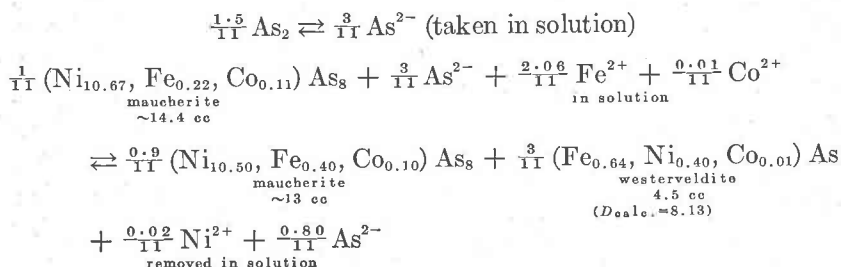 1·5/11 As₂ ⇄ 3/11 As²⁻ (taken in solution)
1/11 (Ni₁₀.₆₇, Fe₀.₂₂, Co₀.₁₁) As₈ + 3/11 As²⁻ + 2·06/11 Fe²⁺ + 0·01/11 Co²⁺
maucherite in solution
~14.4 cc
⇄ 0·9/11 (Ni₁₀.₅₀, Fe₀.₄₀, Co₀.₁₀) As₈ + 3/11 (Fe₀.₆₄, Ni₀.₄₀, Co₀.₀₁) As
maucherite westerveldite
~13 cc 4.5 cc
(Dcalc.=8.13)
+ 0·02/11 Ni²⁺ + 0·80/11 As²⁻
removed in solution